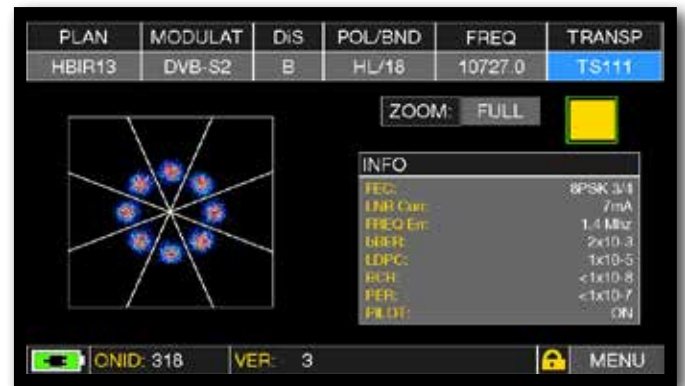 PLAN MODULAT DiS POL/BND FREQ TRANSP
HBIR13 DVB-S2 B HL/18 10727.0 TS111
ZOOM: FULL
INFO
FEC: 8PSK 3/4
LNB Curr: 7mA
FREQ Err: 1.4 Mhz
bBER: 2x10-3
LDPC: 1x10-5
BCH: <1x10-8
PER: <1x10-7
PILOT: ON
ONID: 318 VER: 3 MENU